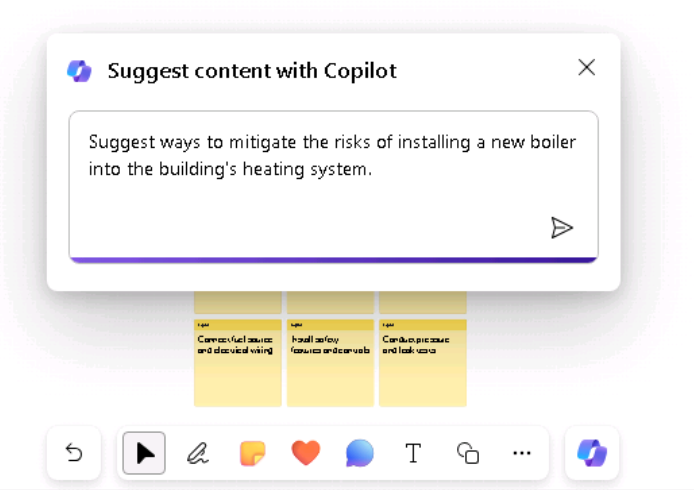 Suggest content with Copilot
Suggest ways to mitigate the risks of installing a new boiler
into the building's heating system.
Connect fuel source
and electrical wiring
Install safety
features and controls
Conduct pressure
and leak tests
T